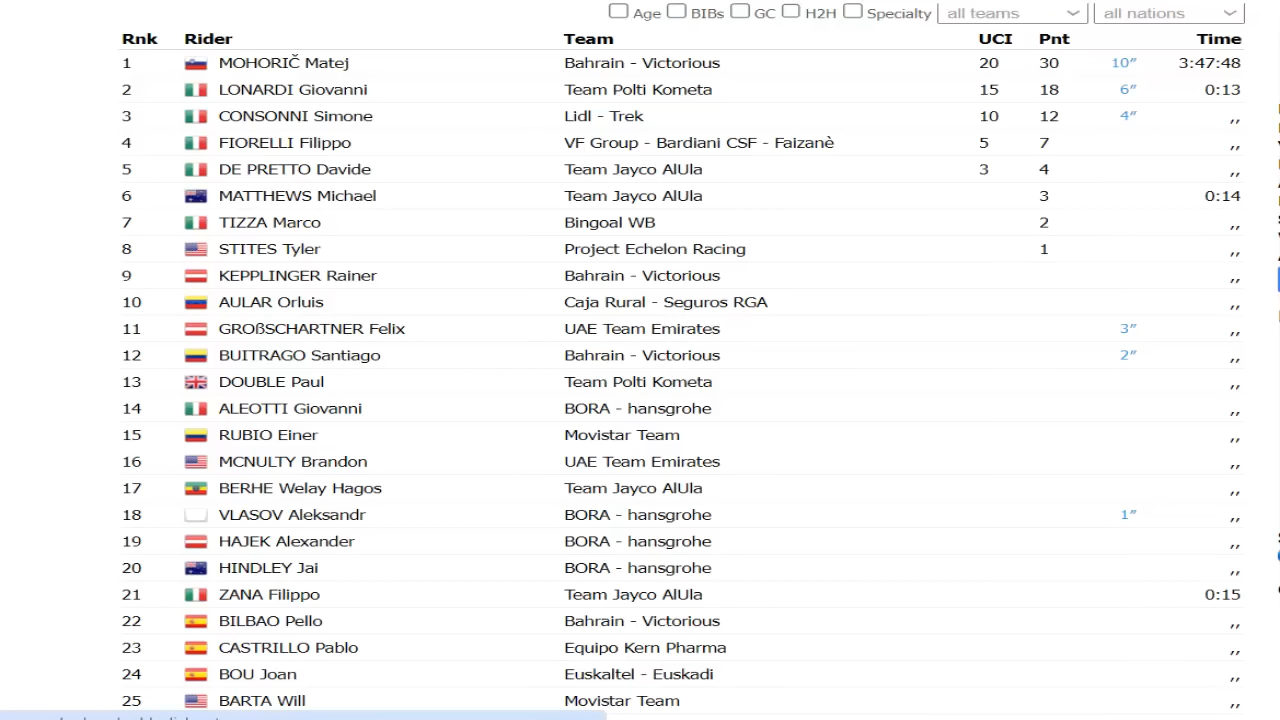 Age BIBs GC H2H Specialty all teams all nations
Rnk Rider Team UCI Pnt Time
1 MOHORIČ Matej Bahrain - Victorious 20 30 10″ 3:47:48
2 LONARDI Giovanni Team Polti Kometa 15 18 6″ 0:13
3 CONSONNI Simone Lidl - Trek 10 12 4″ ,,
4 FIORELLI Filippo VF Group - Bardiani CSF - Faizanè 5 7 ,,
5 DE PRETTO Davide Team Jayco AlUla 3 4 ,,
6 MATTHEWS Michael Team Jayco AlUla 3 0:14
7 TIZZA Marco Bingoal WB 2 ,,
8 STITES Tyler Project Echelon Racing 1 ,,
9 KEPPLINGER Rainer Bahrain - Victorious ,,
10 AULAR Orluis Caja Rural - Seguros RGA ,,
11 GROßSCHARTNER Felix UAE Team Emirates 3″ ,,
12 BUITRAGO Santiago Bahrain - Victorious 2″ ,,
13 DOUBLE Paul Team Polti Kometa ,,
14 ALEOTTI Giovanni BORA - hansgrohe ,,
15 RUBIO Einer Movistar Team ,,
16 MCNULTY Brandon UAE Team Emirates ,,
17 BERHE Welay Hagos Team Jayco AlUla ,,
18 VLASOV Aleksandr BORA - hansgrohe 1″ ,,
19 HAJEK Alexander BORA - hansgrohe ,,
20 HINDLEY Jai BORA - hansgrohe ,,
21 ZANA Filippo Team Jayco AlUla 0:15
22 BILBAO Pello Bahrain - Victorious ,,
23 CASTRILLO Pablo Equipo Kern Pharma ,,
24 BOU Joan Euskaltel - Euskadi ,,
25 BARTA Will Movistar Team ,,